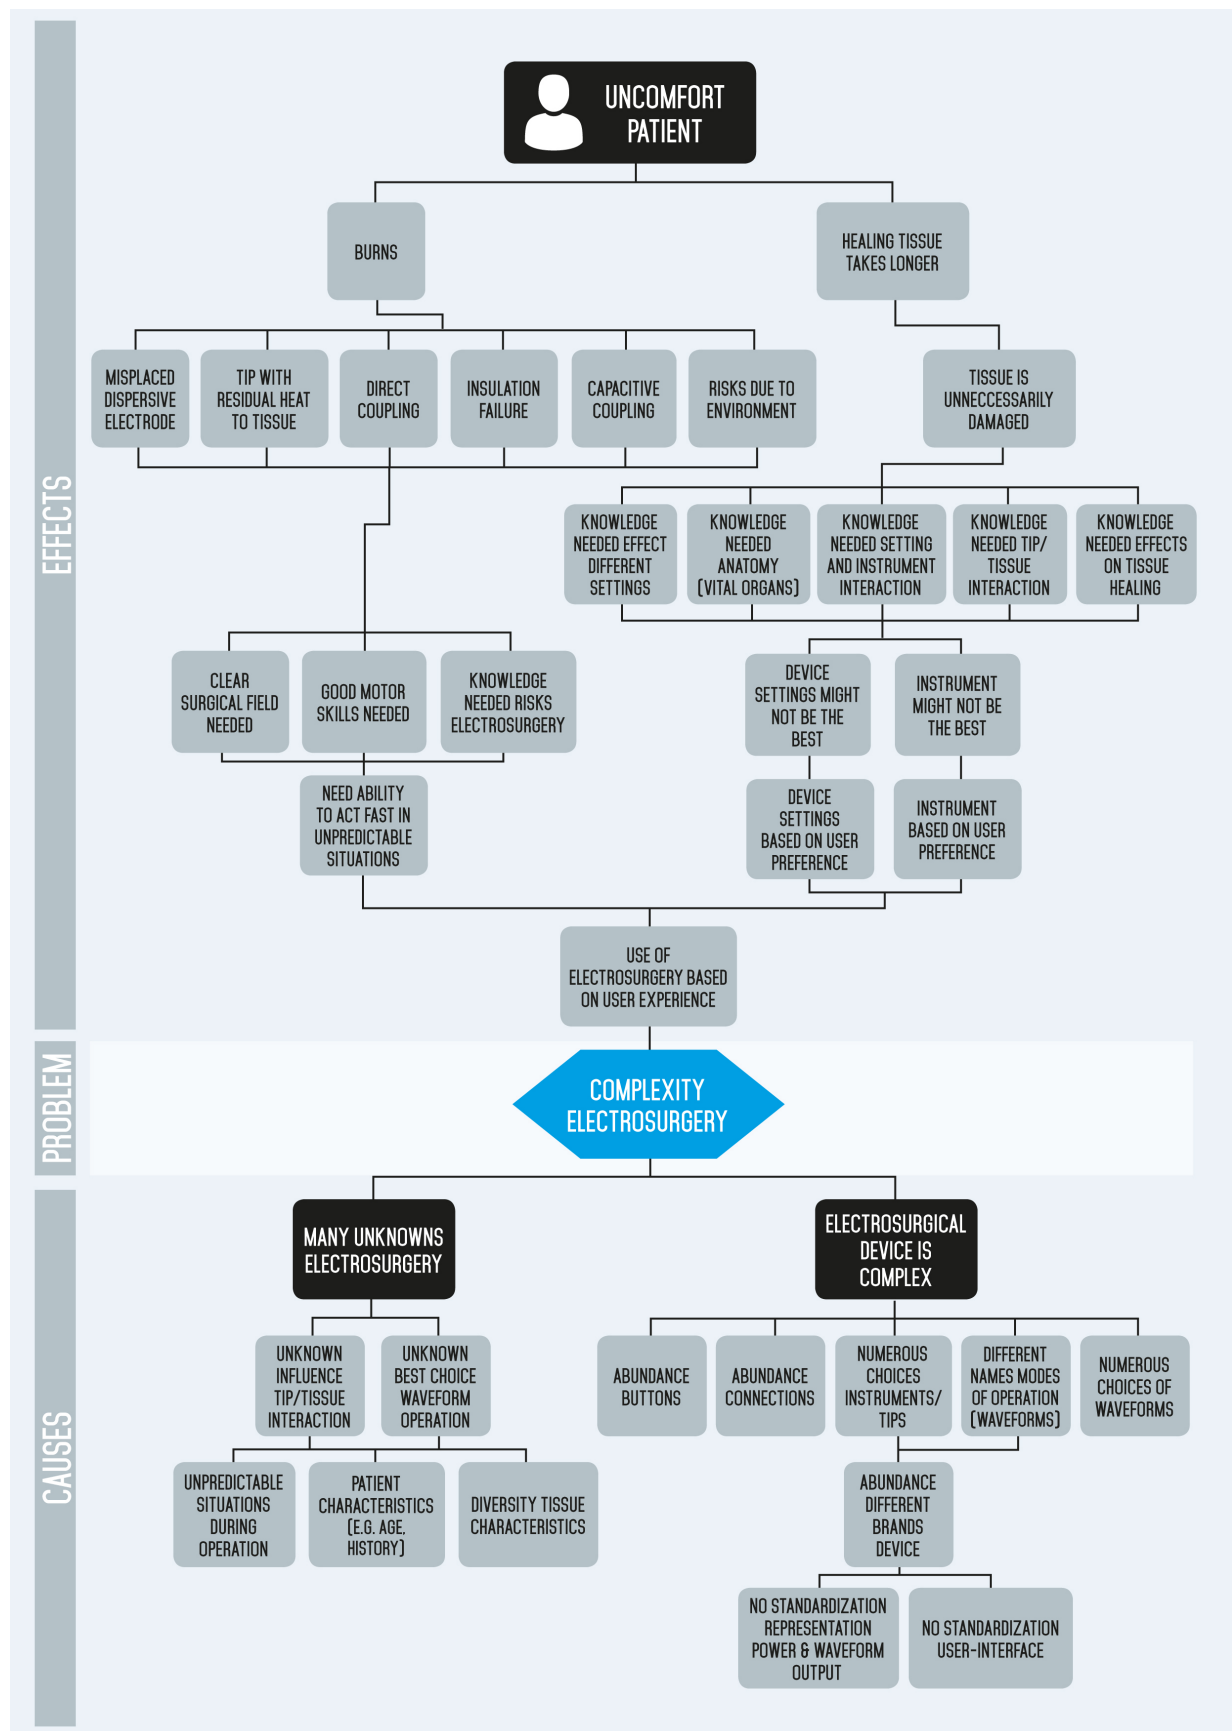 UNCOMFORT
PATIENT
BURNS
HEALING TISSUE
TAKES LONGER
MISPLACED
DISPERSIVE
ELECTRODE
TIP WITH
RESIDUAL HEAT
TO TISSUE
DIRECT
COUPLING
INSULATION
FAILURE
CAPACITIVE
COUPLING
RISKS DUE TO
ENVIRONMENT
TISSUE IS
UNNECCESSARILY
DAMAGED
EFFECTS
KNOWLEDGE
NEEDED EFFECT
DIFFERENT
SETTINGS
KNOWLEDGE
NEEDED
ANATOMY
(VITAL ORGANS)
KNOWLEDGE
NEEDED SETTING
AND INSTRUMENT
INTERACTION
KNOWLEDGE
NEEDED TIP/
TISSUE
INTERACTION
KNOWLEDGE
NEEDED EFFECTS
ON TISSUE
HEALING
CLEAR
SURGICAL FIELD
NEEDED
GOOD MOTOR
SKILLS NEEDED
KNOWLEDGE
NEEDED RISKS
ELECTROSURGERY
DEVICE
SETTINGS MIGHT
NOT BE THE
BEST
INSTRUMENT
MIGHT NOT BE
THE BEST
NEED ABILITY
TO ACT FAST IN
UNPREDICTABLE
SITUATIONS
DEVICE
SETTINGS
BASED ON USER
PREFERENCE
INSTRUMENT
BASED ON USER
PREFERENCE
USE OF
ELECTROSURGERY BASED
ON USER EXPERIENCE
PROBLEM
COMPLEXITY
ELECTROSURGERY
CAUSES
MANY UNKNOWNS
ELECTROSURGERY
ELECTROSURGICAL
DEVICE IS
COMPLEX
UNKNOWN
INFLUENCE
TIP/TISSUE
INTERACTION
UNKNOWN
BEST CHOICE
WAVEFORM
OPERATION
ABUNDANCE
BUTTONS
ABUNDANCE
CONNECTIONS
NUMEROUS
CHOICES
INSTRUMENTS/
TIPS
DIFFERENT
NAMES MODES
OF OPERATION
(WAVEFORMS)
NUMEROUS
CHOICES OF
WAVEFORMS
UNPREDICTABLE
SITUATIONS
DURING
OPERATION
PATIENT
CHARACTERISTICS
(E.G. AGE,
HISTORY)
DIVERSITY TISSUE
CHARACTERISTICS
ABUNDANCE
DIFFERENT
BRANDS
DEVICE
NO STANDARDIZATION
REPRESENTATION
POWER & WAVEFORM
OUTPUT
NO STANDARDIZATION
USER-INTERFACE